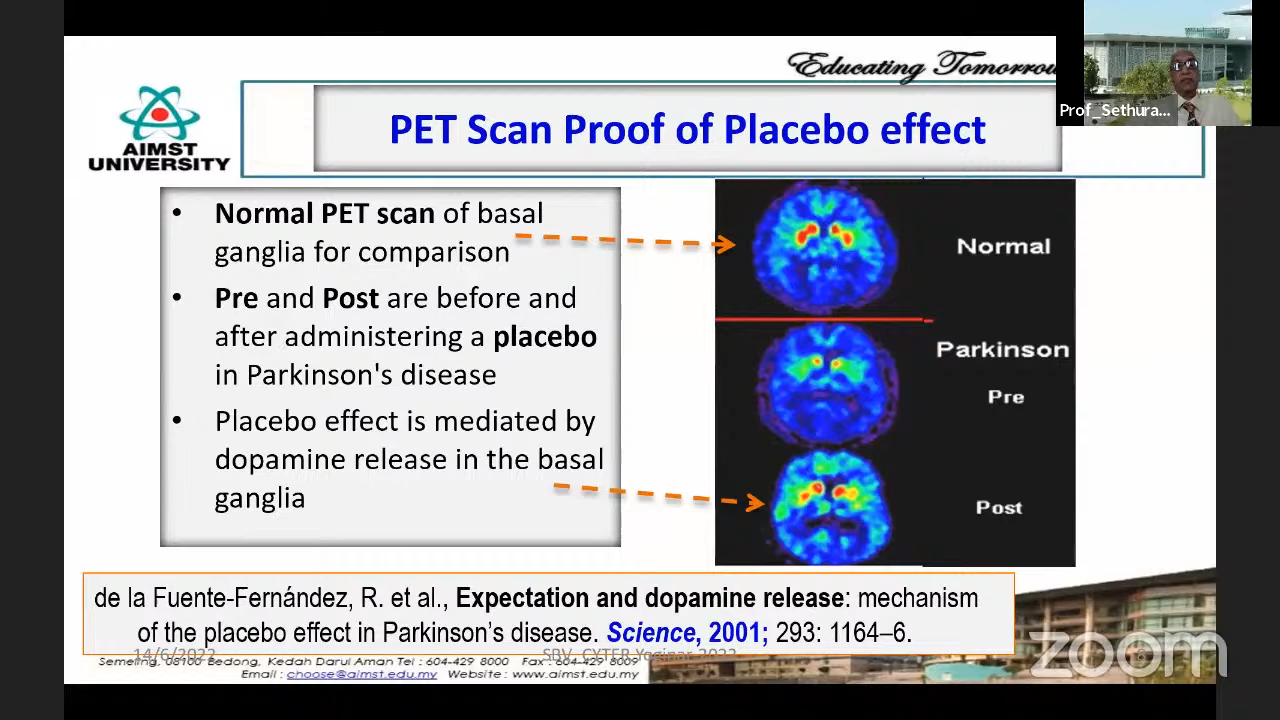 Educating Tomorrow
Prof_Sethura...
AIMST
UNIVERSITY
PET Scan Proof of Placebo effect
• Normal PET scan of basal
ganglia for comparison
• Pre and Post are before and
after administering a placebo
in Parkinson's disease
• Placebo effect is mediated by
dopamine release in the basal
ganglia
Normal
Parkinson
Pre
Post
de la Fuente-Fernández, R. et al., Expectation and dopamine release: mechanism
of the placebo effect in Parkinson’s disease. Science, 2001; 293: 1164–6.
14/6/2022 SBV- CYTER Yoginar 2022
Semeling, 08100 Bedong, Kedah Darul Aman Tel : 604-429 8000 Fax : 604-429 8009
Email : choose@aimst.edu.my Website : www.aimst.edu.my
zoom